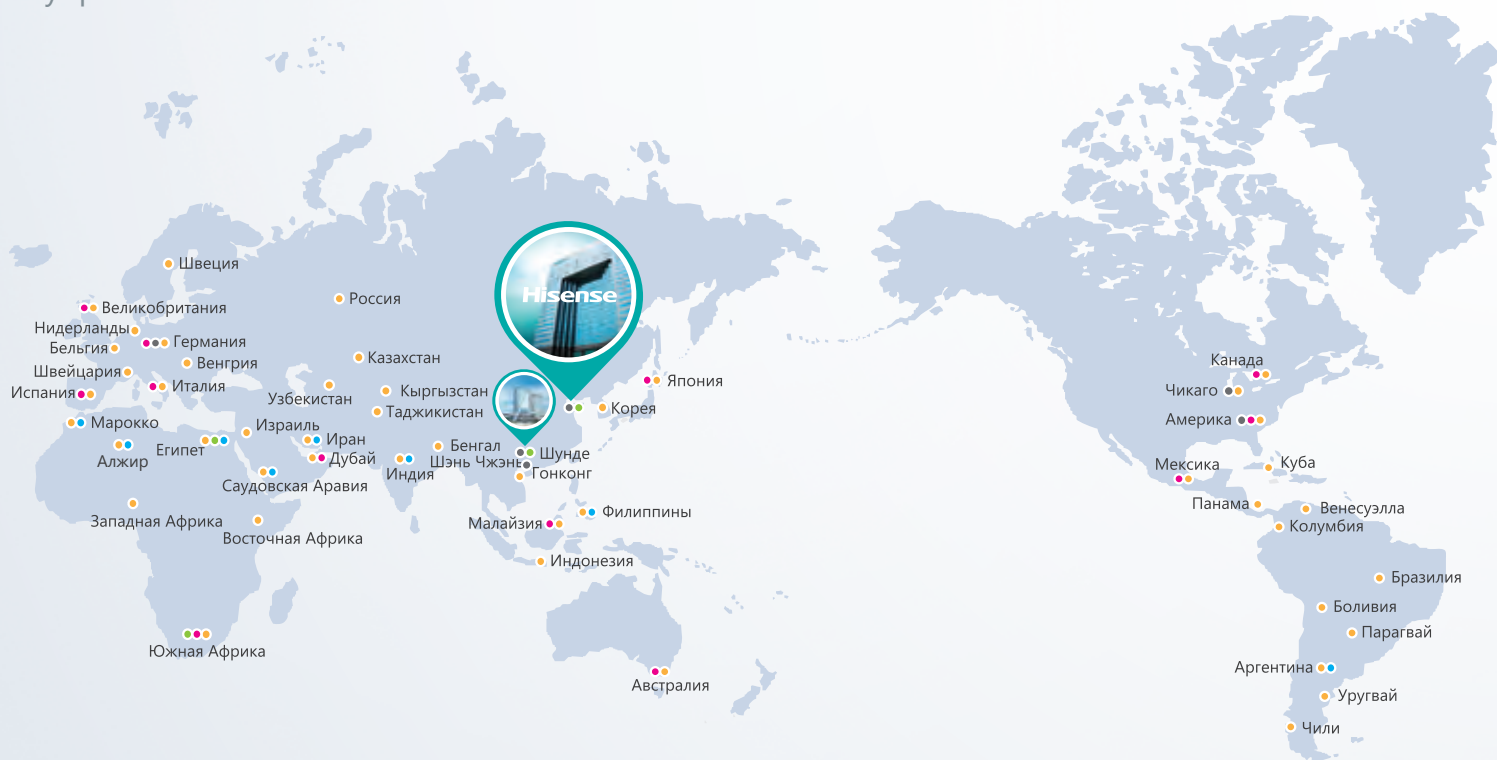 Hisense
Швеция
Россия
Великобритания
Нидерланды
Германия
Бельгия
Венгрия
Казахстан
Швейцария
Италия
Испания
Узбекистан
Кыргызстан
Таджикистан
Япония
Корея
Марокко
Израиль
Иран
Бенгал
Алжир
Египет
Дубай
Индия
Шэнь Чжэнь
Шунде
Гонконг
Саудовская Аравия
Западная Африка
Восточная Африка
Филиппины
Малайзия
Индонезия
Южная Африка
Австралия
Канада
Чикаго
Америка
Мексика
Куба
Панама
Венесуэлла
Колумбия
Бразилия
Боливия
Парагвай
Аргентина
Уругвай
Чили